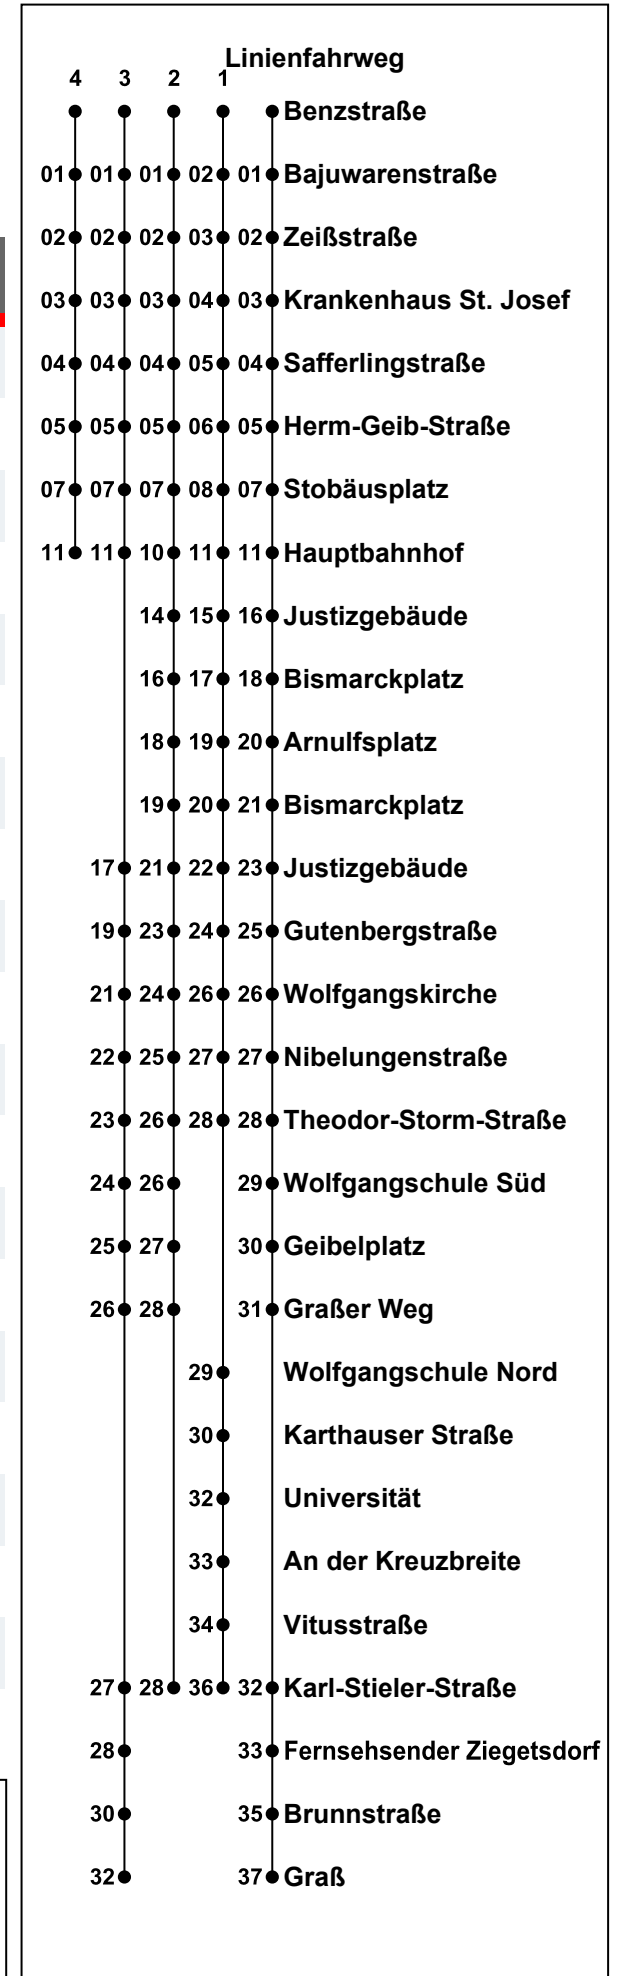 Linienfahrweg
4 3 2 1
Benzstraße
01 01 01 02 01 Bajuwarenstraße
02 02 02 03 02 Zeißstraße
03 03 03 04 03 Krankenhaus St. Josef
04 04 04 05 04 Safferlingstraße
05 05 05 06 05 Herm-Geib-Straße
07 07 07 08 07 Stobäusplatz
11 11 10 11 11 Hauptbahnhof
14 15 16 Justizgebäude
16 17 18 Bismarckplatz
18 19 20 Arnulfsplatz
19 20 21 Bismarckplatz
17 21 22 23 Justizgebäude
19 23 24 25 Gutenbergstraße
21 24 26 26 Wolfgangskirche
22 25 27 27 Nibelungenstraße
23 26 28 28 Theodor-Storm-Straße
24 26 29 Wolfgangschule Süd
25 27 30 Geibelplatz
26 28 31 Graßer Weg
29 Wolfgangschule Nord
30 Karthauser Straße
32 Universität
33 An der Kreuzbreite
34 Vitusstraße
27 28 36 32 Karl-Stieler-Straße
28 33 Fernsehsender Ziegetsdorf
30 35 Brunnstraße
32 37 Graß